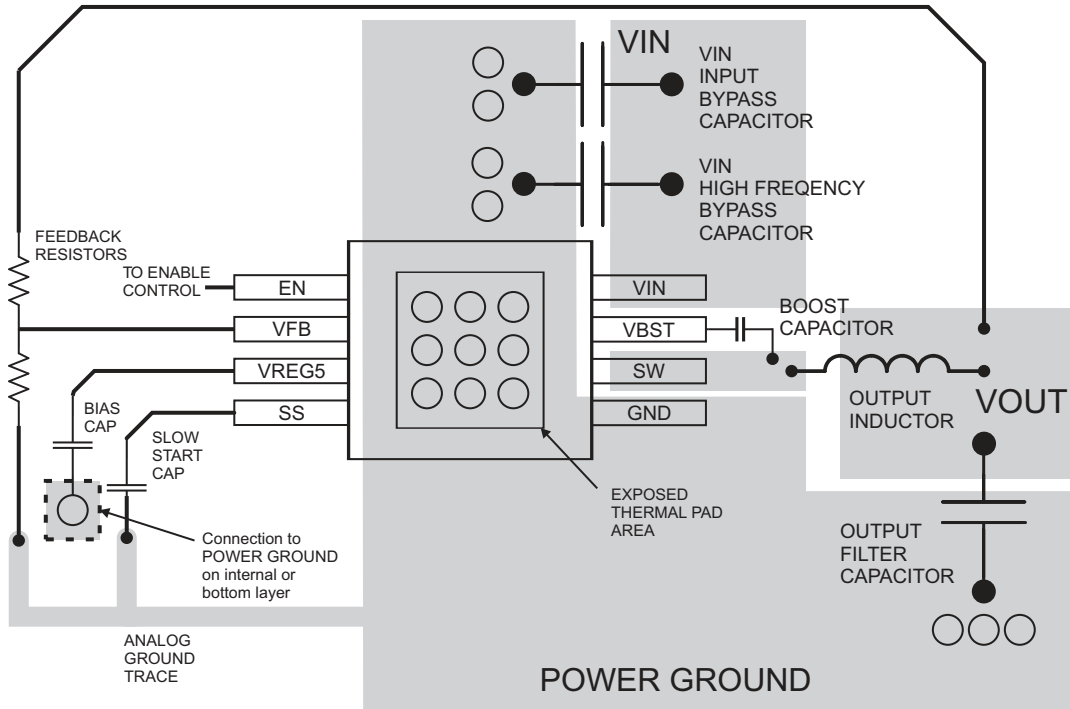 VIN
VIN
INPUT
BYPASS
CAPACITOR
VIN
HIGH FREQENCY
BYPASS
CAPACITOR
FEEDBACK
RESISTORS
TO ENABLE
CONTROL
EN
VFB
VREG5
SS
VIN
VBST
SW
GND
BOOST
CAPACITOR
OUTPUT
INDUCTOR
VOUT
BIAS
CAP
SLOW
START
CAP
EXPOSED
THERMAL PAD
AREA
Connection to
POWER GROUND
on internal or
bottom layer
OUTPUT
FILTER
CAPACITOR
ANALOG
GROUND
TRACE
POWER GROUND